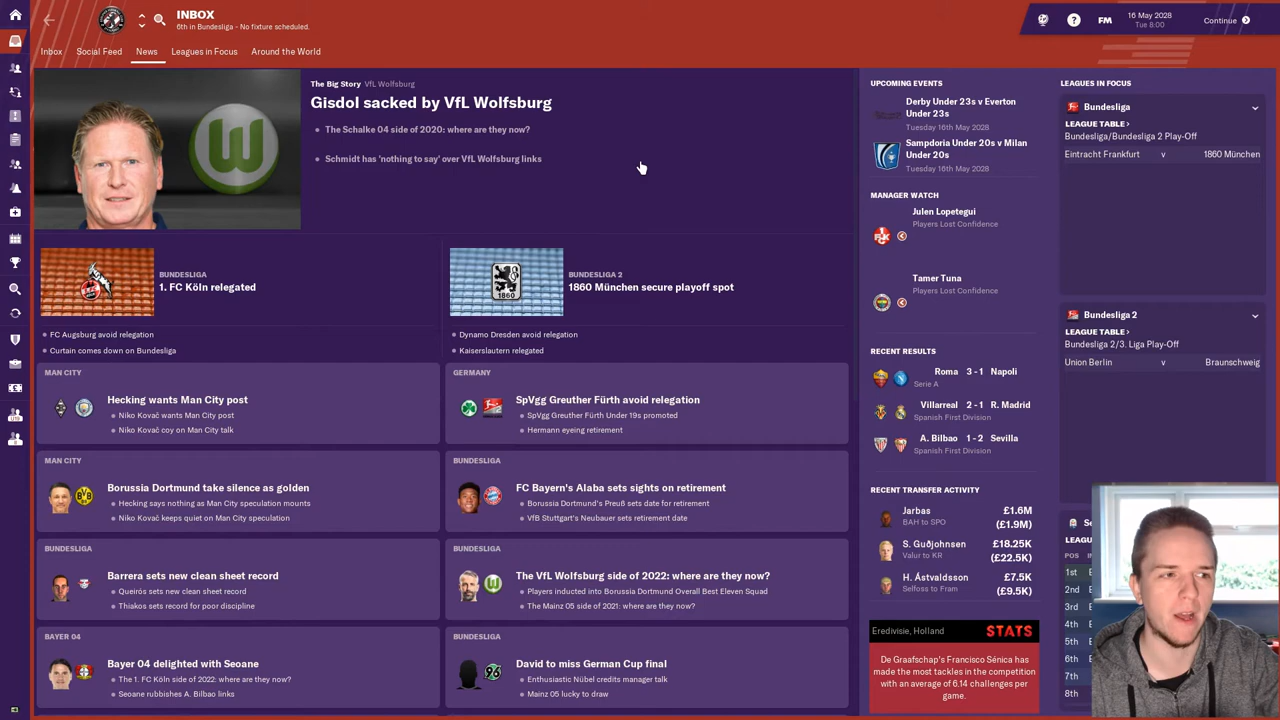 INBOX
6th in Bundesliga - No fixture scheduled.
FM
16 May 2028
Tue 8:00
Continue
Inbox
Social Feed
News
Leagues in Focus
Around the World
The Big Story VfL Wolfsburg
Gisdol sacked by VfL Wolfsburg
The Schalke 04 side of 2020: where are they now?
Schmidt has 'nothing to say' over VfL Wolfsburg links
BUNDESLIGA
1. FC Köln relegated
FC Augsburg avoid relegation
Curtain comes down on Bundesliga
BUNDESLIGA 2
1860 München secure playoff spot
Dynamo Dresden avoid relegation
Kaiserslautern relegated
MAN CITY
Hecking wants Man City post
Niko Kovač wants Man City post
Niko Kovač coy on Man City talk
GERMANY
SpVgg Greuther Fürth avoid relegation
SpVgg Greuther Fürth Under 19s promoted
Hermann eyeing retirement
MAN CITY
Borussia Dortmund take silence as golden
Hecking says nothing as Man City speculation mounts
Niko Kovač keeps quiet on Man City speculation
BUNDESLIGA
FC Bayern's Alaba sets sights on retirement
Borussia Dortmund's Preuß sets date for retirement
VfB Stuttgart's Neubauer sets retirement date
BUNDESLIGA
Barrera sets new clean sheet record
Queirós sets new clean sheet record
Thiakos sets record for poor discipline
BUNDESLIGA
The VfL Wolfsburg side of 2022: where are they now?
Players inducted into Borussia Dortmund Overall Best Eleven Squad
The Mainz 05 side of 2021: where are they now?
BAYER 04
Bayer 04 delighted with Seoane
The 1. FC Köln side of 2022: where are they now?
Seoane rubbishes A. Bilbao links
BUNDESLIGA
David to miss German Cup final
Enthusiastic Nübel credits manager talk
Mainz 05 lucky to draw
UPCOMING EVENTS
Derby Under 23s v Everton
Under 23s
Tuesday 16th May 2028
Sampdoria Under 20s v Milan
Under 20s
Tuesday 16th May 2028
MANAGER WATCH
Julen Lopetegui
Players Lost Confidence
Tamer Tuna
Players Lost Confidence
RECENT RESULTS
Roma 3 - 1 Napoli
Serie A
Villarreal 2 - 1 R. Madrid
Spanish First Division
A. Bilbao 1 - 2 Sevilla
Spanish First Division
RECENT TRANSFER ACTIVITY
Jarbas £1.6M
BAH to SPO (£1.9M)
S. Guðjohnsen £18.25K
Valur to KR (£22.5K)
H. Ástvaldsson £7.5K
Selfoss to Fram (£9.5K)
Eredivisie, Holland STATS
De Graafschap's Francisco Sénica has
made the most tackles in the competition
with an average of 6.14 challenges per
game.
LEAGUES IN FOCUS
Bundesliga
LEAGUE TABLE >
Bundesliga/Bundesliga 2 Play-Off
Eintracht Frankfurt v 1860 München
Bundesliga 2
LEAGUE TABLE >
Bundesliga 2/3. Liga Play-Off
Union Berlin v Braunschweig
POS
1st
2nd
3rd
4th
5th
6th
7th
8th